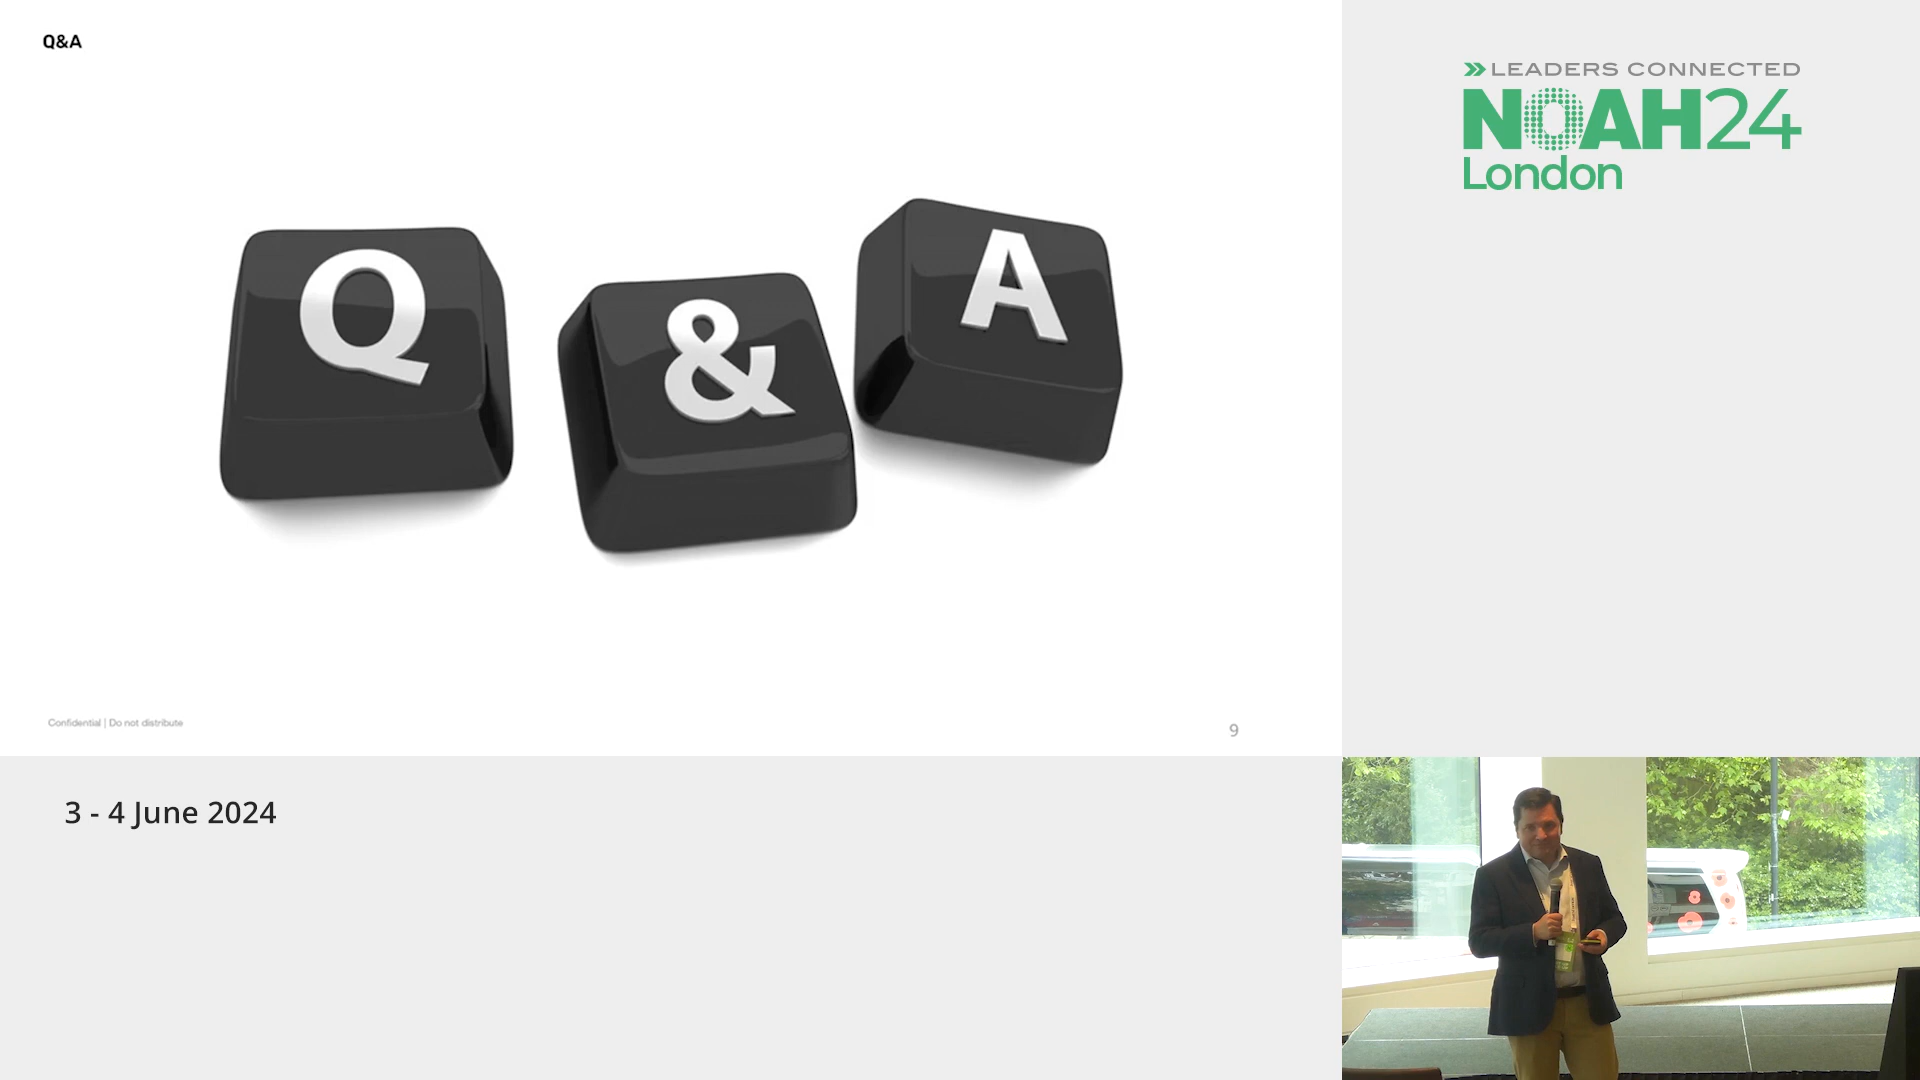 Q&A
Q & A
Confidential | Do not distribute
9
LEADERS CONNECTED
NOAH24
London
3 - 4 June 2024